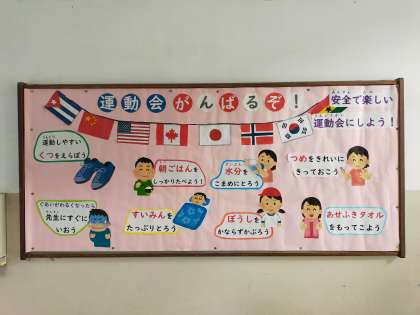 運動会がんばるぞ！
安全で楽しい
運動会にしよう！
運動しやすい
くつをえらぼう
朝ごはんを
しっかりたべよう！
水分を
こまめにとろう
つめをきれいに
きっておこう
ぐあいがわるくなったら
先生にすぐに
いおう
すいみんを
たっぷりとろう
ぼうしを
かならずかぶろう
あせふきタオル
をもってこよう